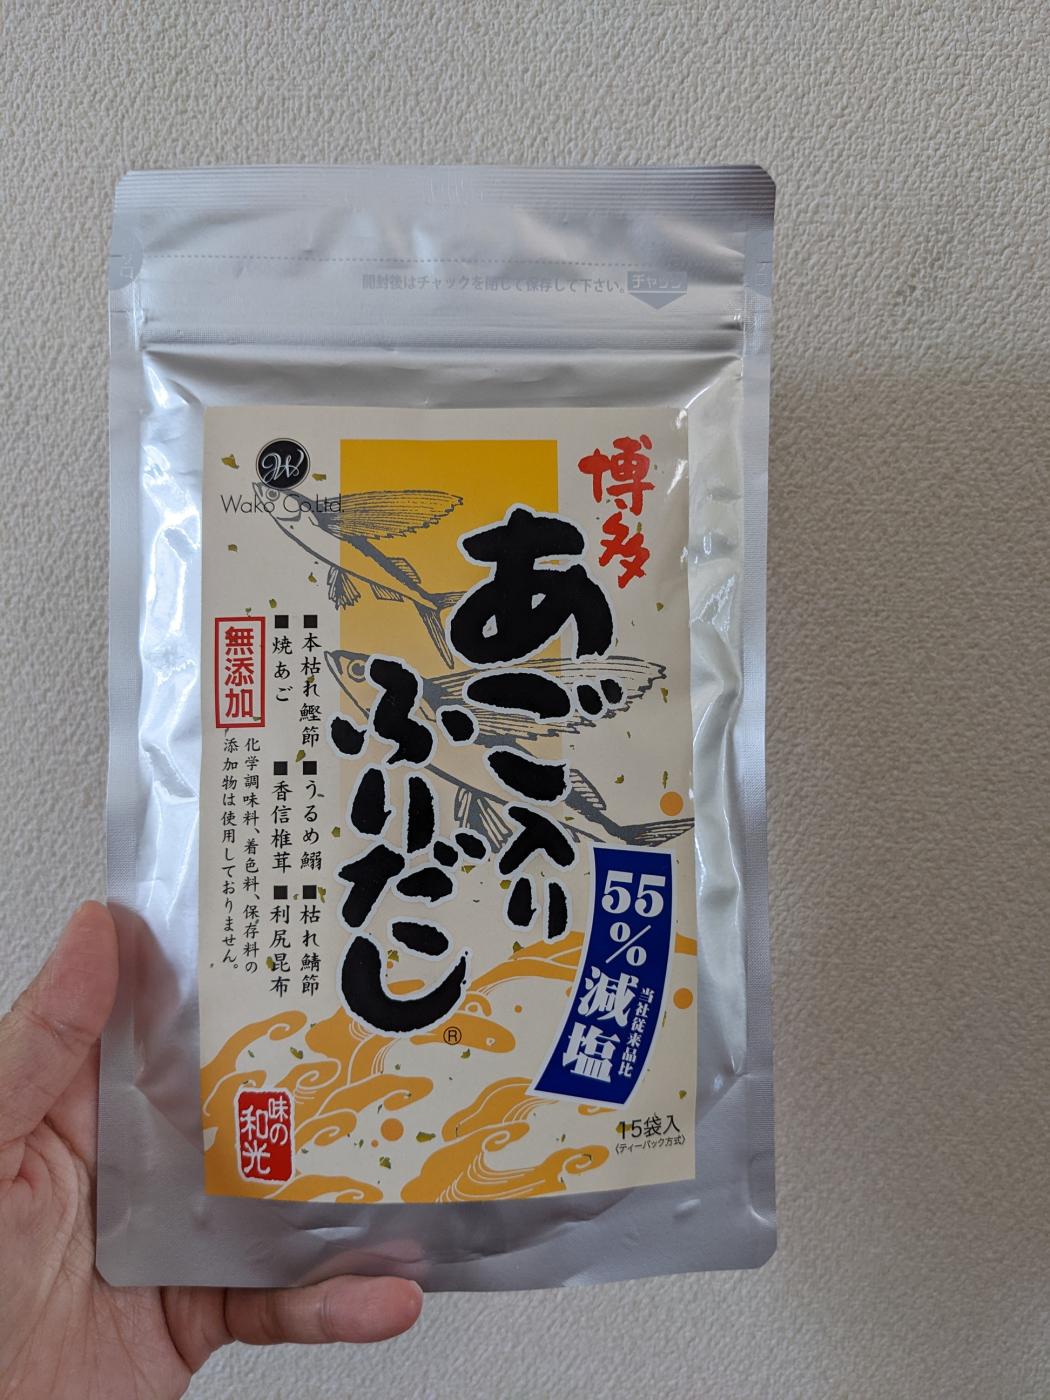 開封後はチャックを閉じて保存して下さい。
チャック
W
Wako Co.Ltd.
博多
あご入り
ふりだし
®
■本枯れ鰹節 ■うるめ鰯 ■枯れ鯖節
■焼あご ■香信椎茸 ■利尻昆布
無添加
化学調味料、着色料、保存料の
添加物は使用しておりません。
55%減塩
当社従来品比
15袋入
(ティーバック方式)
味の
和光